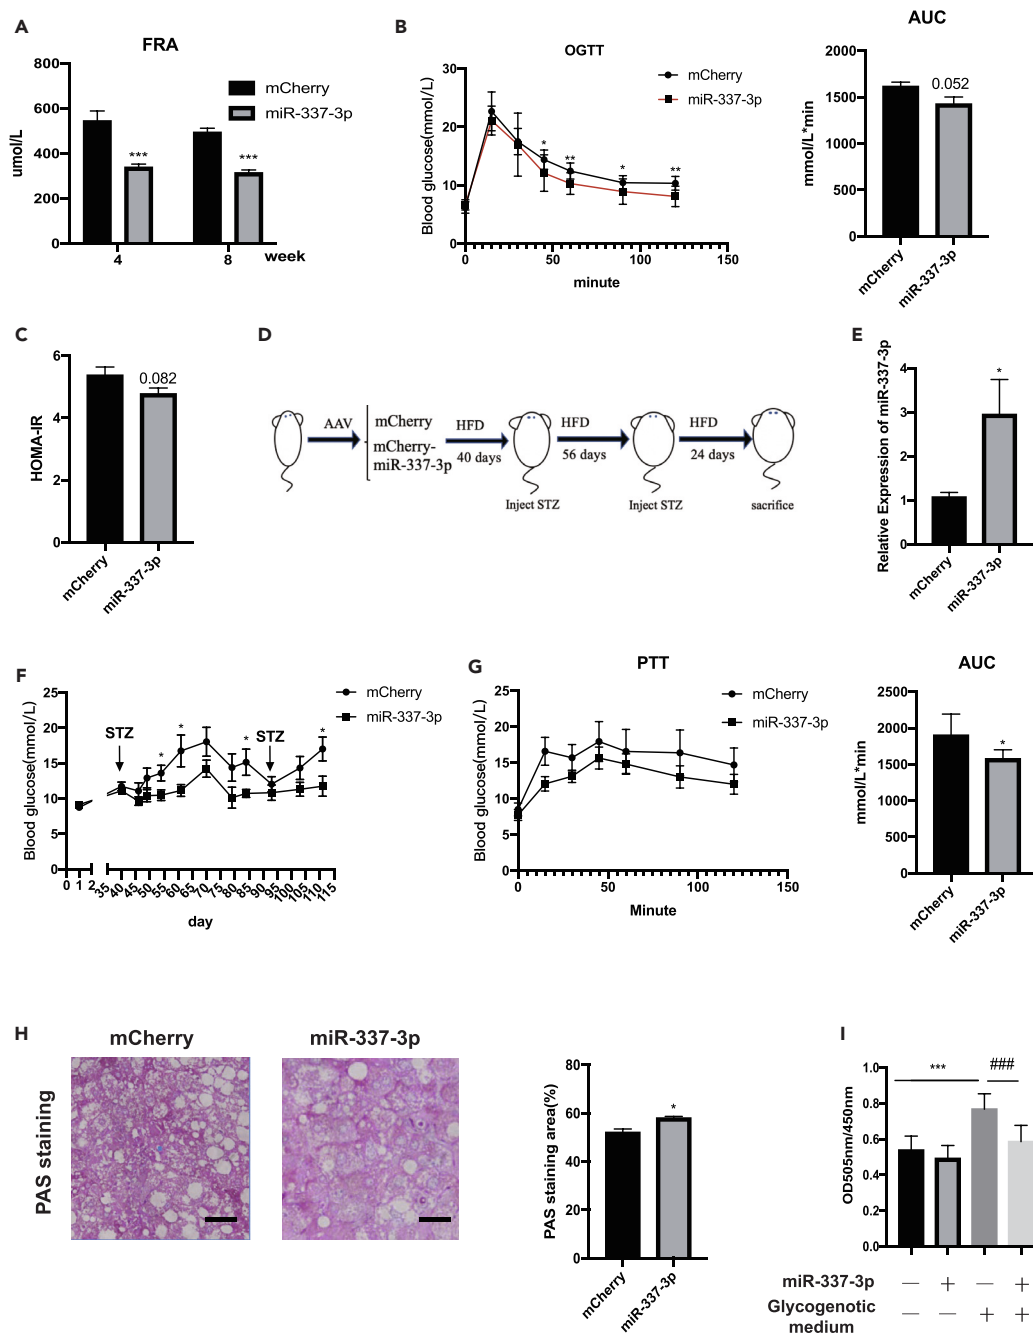 A
FRA
umol/L
800
600
400
200
0
mCherry
miR-337-3p
***
***
4
8
week
B
OGTT
Blood glucose(mmol/L)
30
20
10
0
mCherry
miR-337-3p
*
**
*
**
0
50
100
150
minute
AUC
mmol/L*min
2000
1500
1000
500
0
0.052
mCherry
miR-337-3p
C
HOMA-IR
6
4
2
0
0.082
mCherry
miR-337-3p
D
AAV
mCherry
mCherry-
miR-337-3p
HFD
40 days
Inject STZ
HFD
56 days
Inject STZ
HFD
24 days
sacrifice
E
Relative Expression of miR-337-3p
4
3
2
1
0
*
mCherry
miR-337-3p
F
Blood glucose(mmol/L)
25
20
15
10
5
0
mCherry
miR-337-3p
STZ
*
*
*
STZ
*
0
1
2
35
40
45
50
55
60
65
70
75
80
85
90
95
100
105
110
115
day
G
PTT
Blood glucose(mmol/L)
25
20
15
10
5
0
mCherry
miR-337-3p
0
50
100
150
Minute
AUC
mmol/L*min
2500
2000
1500
1000
500
0
*
mCherry
miR-337-3p
H
mCherry
miR-337-3p
PAS staining
PAS staining area(%)
80
60
40
20
0
*
mCherry
miR-337-3p
I
OD505nm/450nm
1.0
0.8
0.6
0.4
0.2
0.0
***
###
miR-337-3p
— + — +
Glycogenotic
medium
— — + +